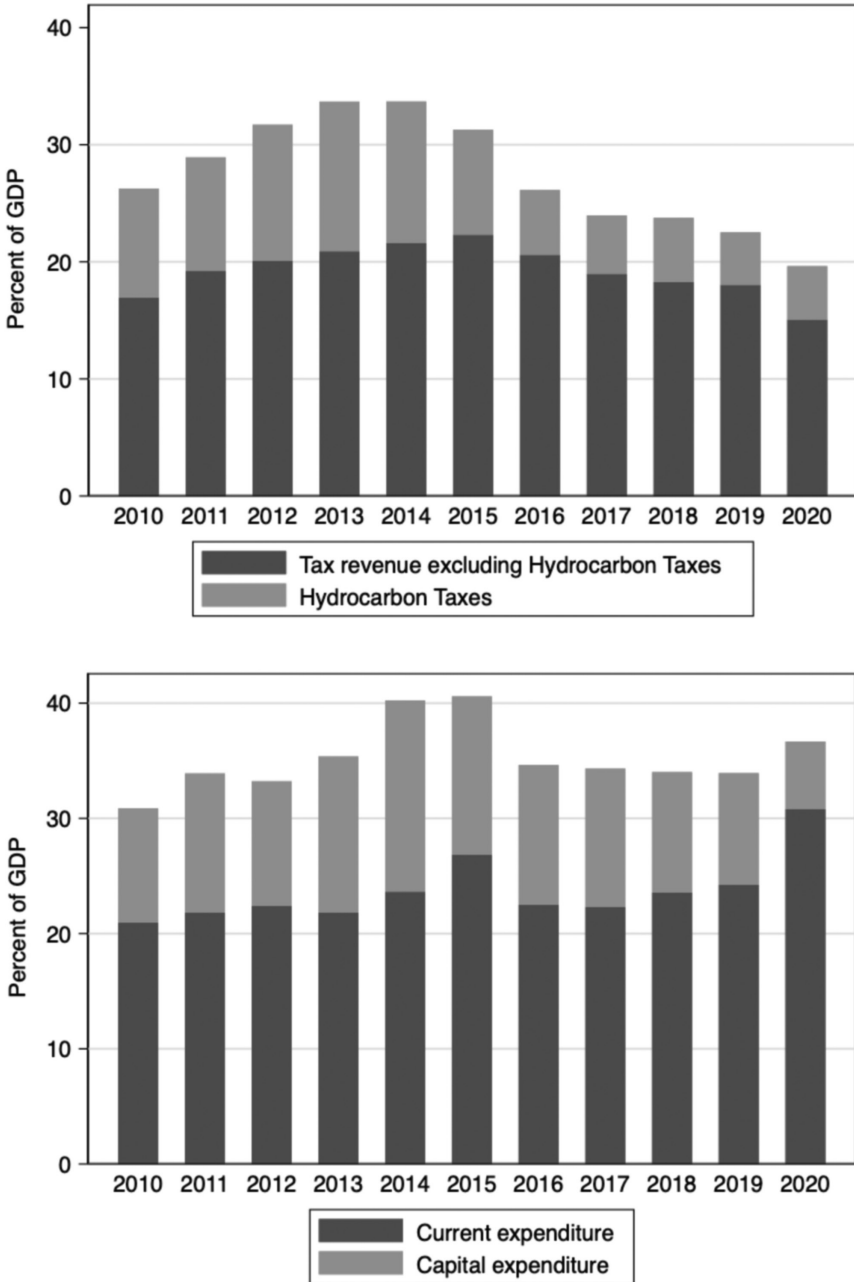 40
30
20
10
0
Percent of GDP
2010 2011 2012 2013 2014 2015 2016 2017 2018 2019 2020
Tax revenue excluding Hydrocarbon Taxes
Hydrocarbon Taxes
40
30
20
10
0
Percent of GDP
2010 2011 2012 2013 2014 2015 2016 2017 2018 2019 2020
Current expenditure
Capital expenditure